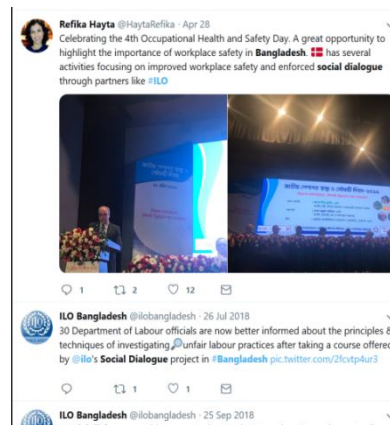 Refika Hayta @HaytaRefika · Apr 28
Celebrating the 4th Occupational Health and Safety Day. A great opportunity to
highlight the importance of workplace safety in Bangladesh. 🇩🇰 has several
activities focusing on improved workplace safety and enforced social dialogue
through partners like #ILO
1 2 12
ILO Bangladesh @ilobangladesh · 26 Jul 2018
30 Department of Labour officials are now better informed about the principles &
techniques of investigating🔎unfair labour practices after taking a course offered
by @ilo's Social Dialogue project in #Bangladesh pic.twitter.com/2fcvtp4ur3
1 1
ILO Bangladesh @ilobangladesh · 25 Sep 2018